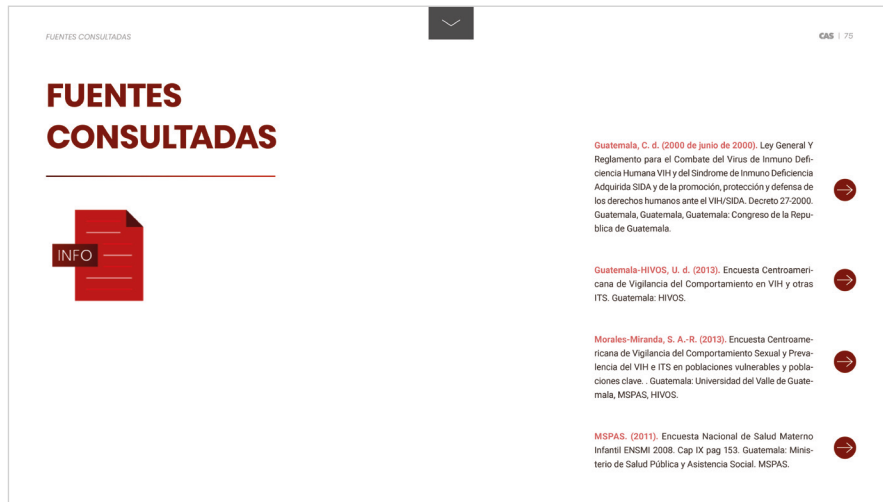 FUENTES CONSULTADAS
CAS | 75
FUENTES
CONSULTADAS
INFO
Guatemala, C. d. (2000 de junio de 2000). Ley General Y
Reglamento para el Combate del Virus de Inmuno Defi-
ciencia Humana VIH y del Sindrome de Inmuno Deficiencia
Adquirida SIDA y de la promoción, protección y defensa de
los derechos humanos ante el VIH/SIDA. Decreto 27-2000.
Guatemala, Guatemala, Guatemala: Congreso de la Repu-
blica de Guatemala.
Guatemala-HIVOS, U. d. (2013). Encuesta Centroameri-
cana de Vigilancia del Comportamiento en VIH y otras
ITS. Guatemala: HIVOS.
Morales-Miranda, S. A.-R. (2013). Encuesta Centroame-
ricana de Vigilancia del Comportamiento Sexual y Preva-
lencia del VIH e ITS en poblaciones vulnerables y pobla-
ciones clave. . Guatemala: Universidad del Valle de Guate-
mala, MSPAS, HIVOS.
MSPAS. (2011). Encuesta Nacional de Salud Materno
Infantil ENSMI 2008. Cap IX pag 153. Guatemala: Minis-
terio de Salud Pública y Asistencia Social. MSPAS.